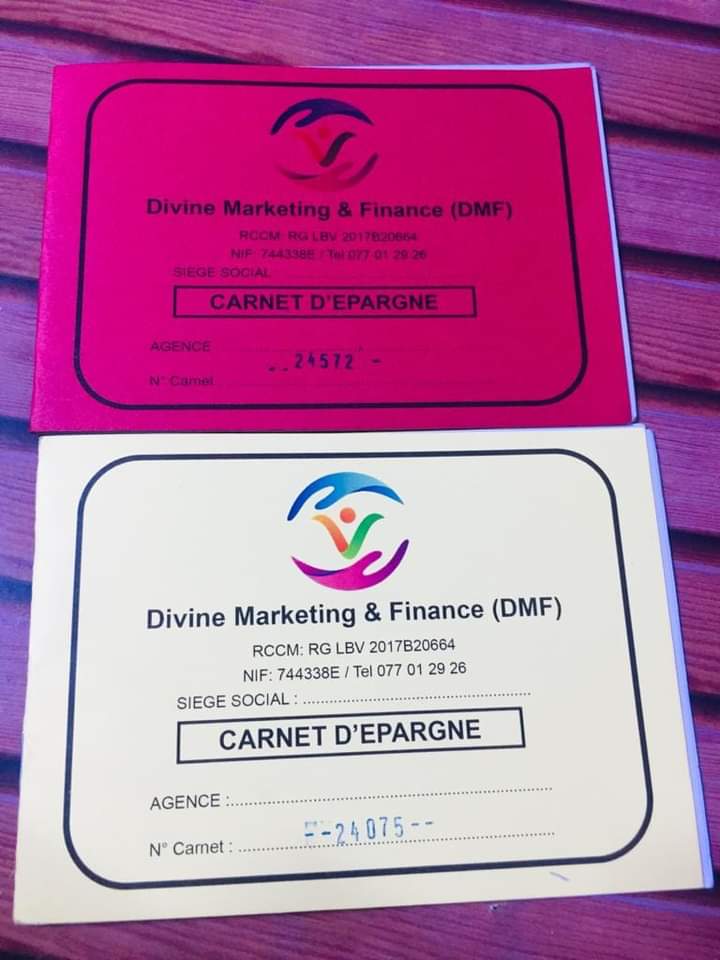 Divine Marketing & Finance (DMF)
RCCM: RG LBV 2017B20664
NIF: 744338E / Tel 077 01 29 26
SIEGE SOCIAL
CARNET D'EPARGNE
AGENCE
--24572 -
N° Carnet
Divine Marketing & Finance (DMF)
RCCM: RG LBV 2017B20664
NIF: 744338E / Tel 077 01 29 26
SIEGE SOCIAL : ................................................
CARNET D'EPARGNE
AGENCE :................................................
N° Carnet : --24075--